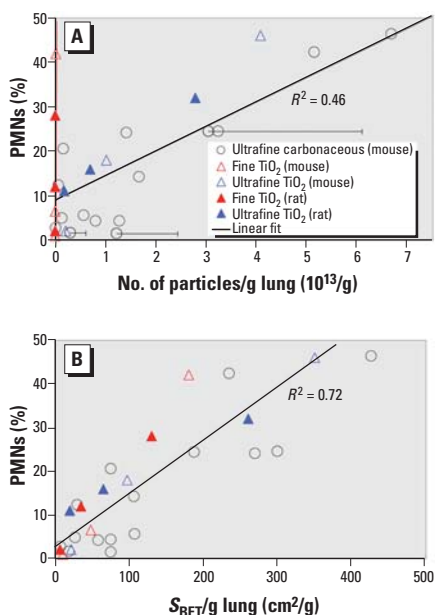 A
50
40
30
20
10
0
PMNs (%)
R² = 0.46
Ultrafine carbonaceous (mouse)
Fine TiO₂ (mouse)
Ultrafine TiO₂ (mouse)
Fine TiO₂ (rat)
Ultrafine TiO₂ (rat)
Linear fit
0 1 2 3 4 5 6 7
No. of particles/g lung (10¹³/g)
B
50
40
30
20
10
0
PMNs (%)
R² = 0.72
0 100 200 300 400 500
S_BET/g lung (cm²/g)